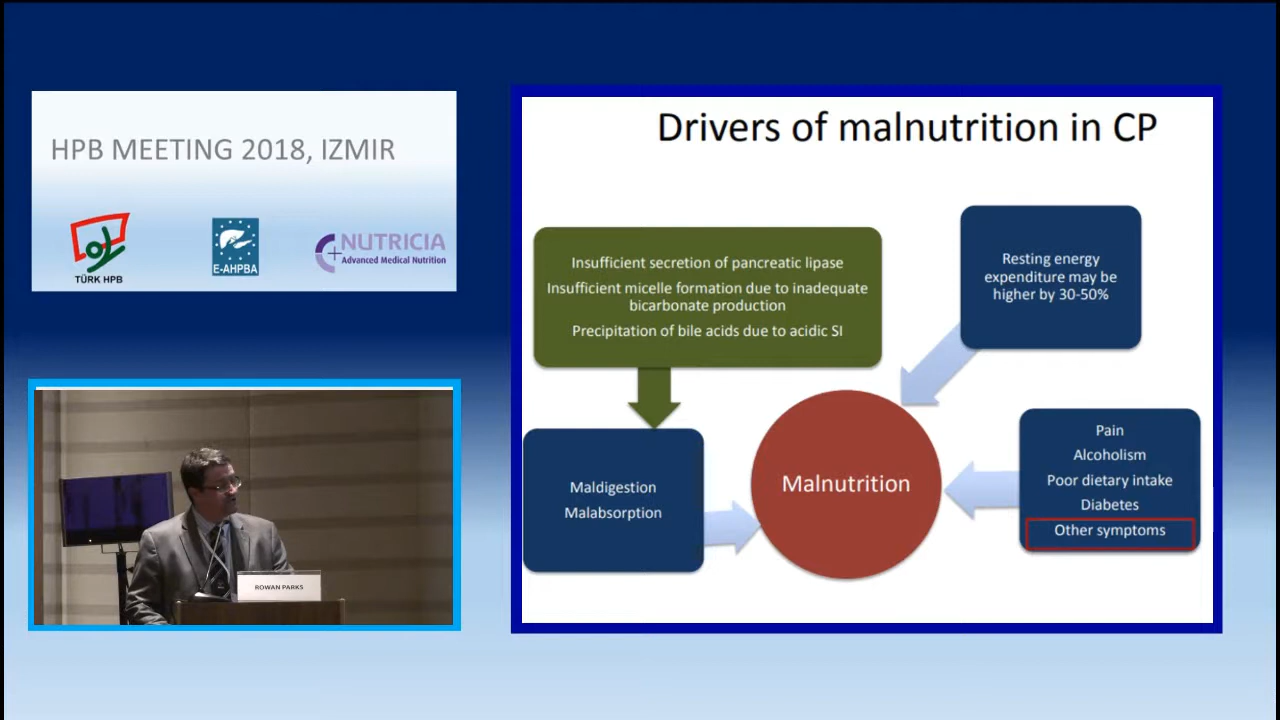 HPB MEETING 2018, IZMIR
TÜRK HPB
E-AHPBA
NUTRICIA
Advanced Medical Nutrition
ROWAN PARKS
Drivers of malnutrition in CP
Insufficient secretion of pancreatic lipase
Insufficient micelle formation due to inadequate
bicarbonate production
Precipitation of bile acids due to acidic SI
Resting energy
expenditure may be
higher by 30-50%
Maldigestion
Malabsorption
Malnutrition
Pain
Alcoholism
Poor dietary intake
Diabetes
Other symptoms